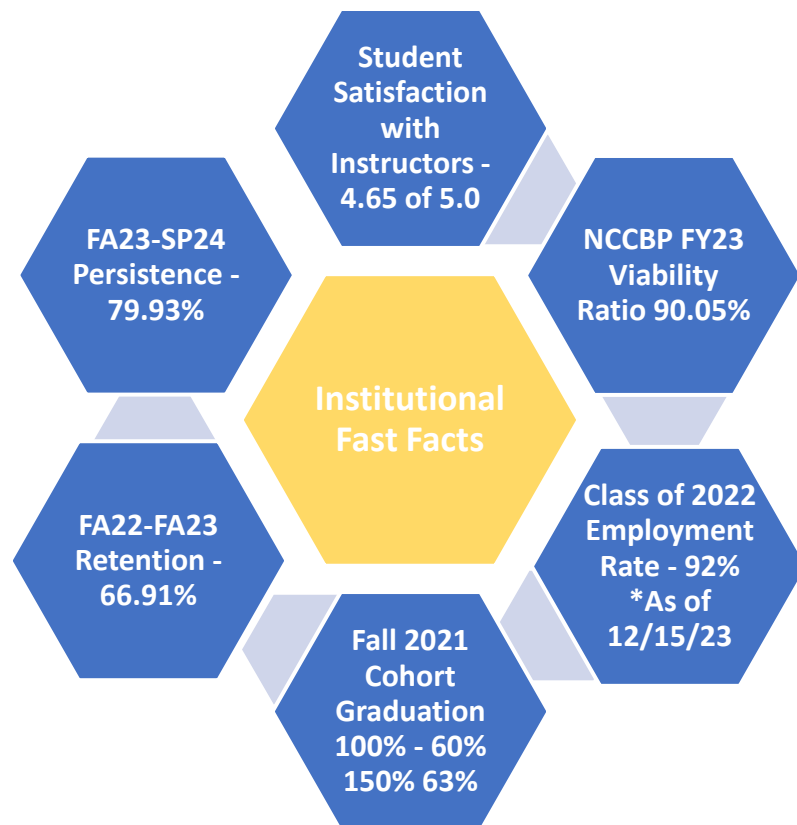 Student
Satisfaction
with
Instructors -
4.65 of 5.0
NCCBP FY23
Viability
Ratio 90.05%
Class of 2022
Employment
Rate - 92%
*As of
12/15/23
Fall 2021
Cohort
Graduation
100% - 60%
150% 63%
FA22-FA23
Retention -
66.91%
FA23-SP24
Persistence -
79.93%
Institutional
Fast Facts